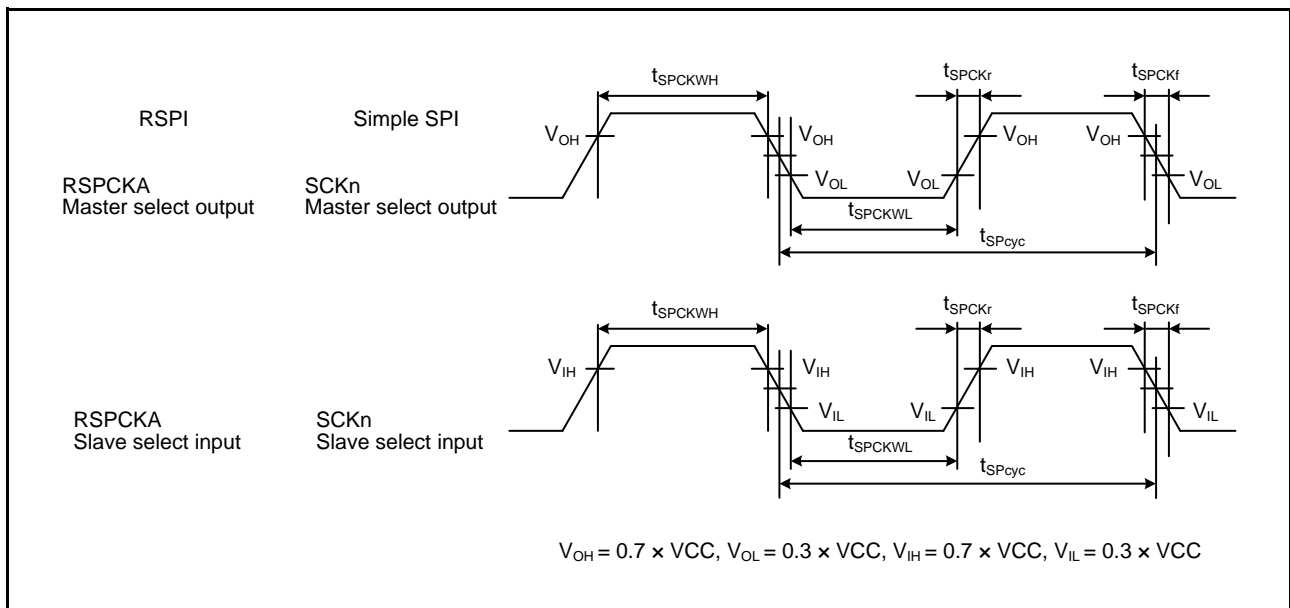 RSPI
Simple SPI
RSPCKA
Master select output
SCKn
Master select output
tSPCKWH
tSPCKr
tSPCKf
VOH
VOH
VOH
VOH
VOL
VOL
VOL
tSPCKWL
tSPcyc
RSPCKA
Slave select input
SCKn
Slave select input
tSPCKWH
tSPCKr
tSPCKf
VIH
VIH
VIH
VIH
VIL
VIL
VIL
tSPCKWL
tSPcyc
VOH = 0.7 × VCC, VOL = 0.3 × VCC, VIH = 0.7 × VCC, VIL = 0.3 × VCC